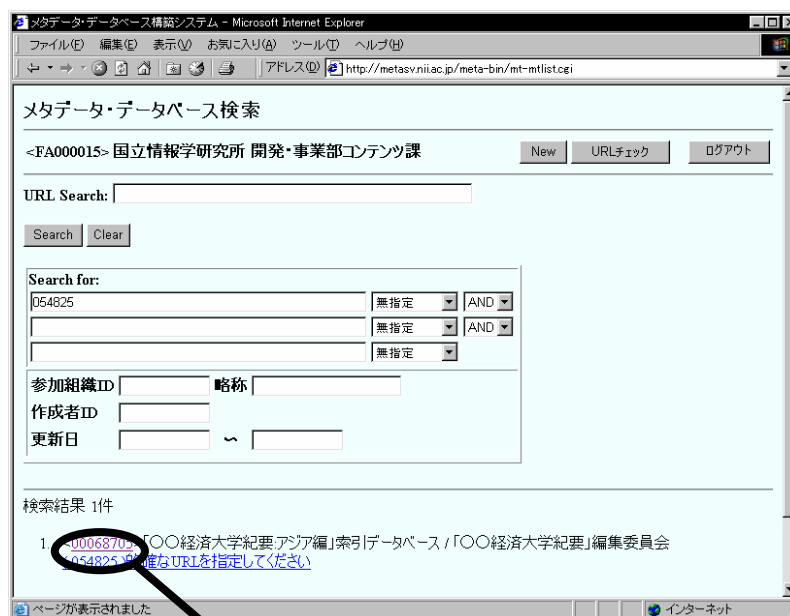 メタデータ・データベース構築システム - Microsoft Internet Explorer
ファイル(F) 編集(E) 表示(V) お気に入り(A) ツール(T) ヘルプ(H)
アドレス(D) http://metasv.nii.ac.jp/meta-bin/mt-mtlist.cgi
メタデータ・データベース検索
<FA000015> 国立情報学研究所 開発・事業部コンテンツ課 New URLチェック ログアウト
URL Search:
Search Clear
Search for:
054825 無指定 AND
無指定 AND
無指定
参加組織ID 略称
作成者ID
更新日 ~
検索結果 1件
1. <00068705> 「○○経済大学紀要:アジア編」索引データベース / 「○○経済大学紀要」編集委員会
(054825)的確なURLを指定してください
ページが表示されました インターネット